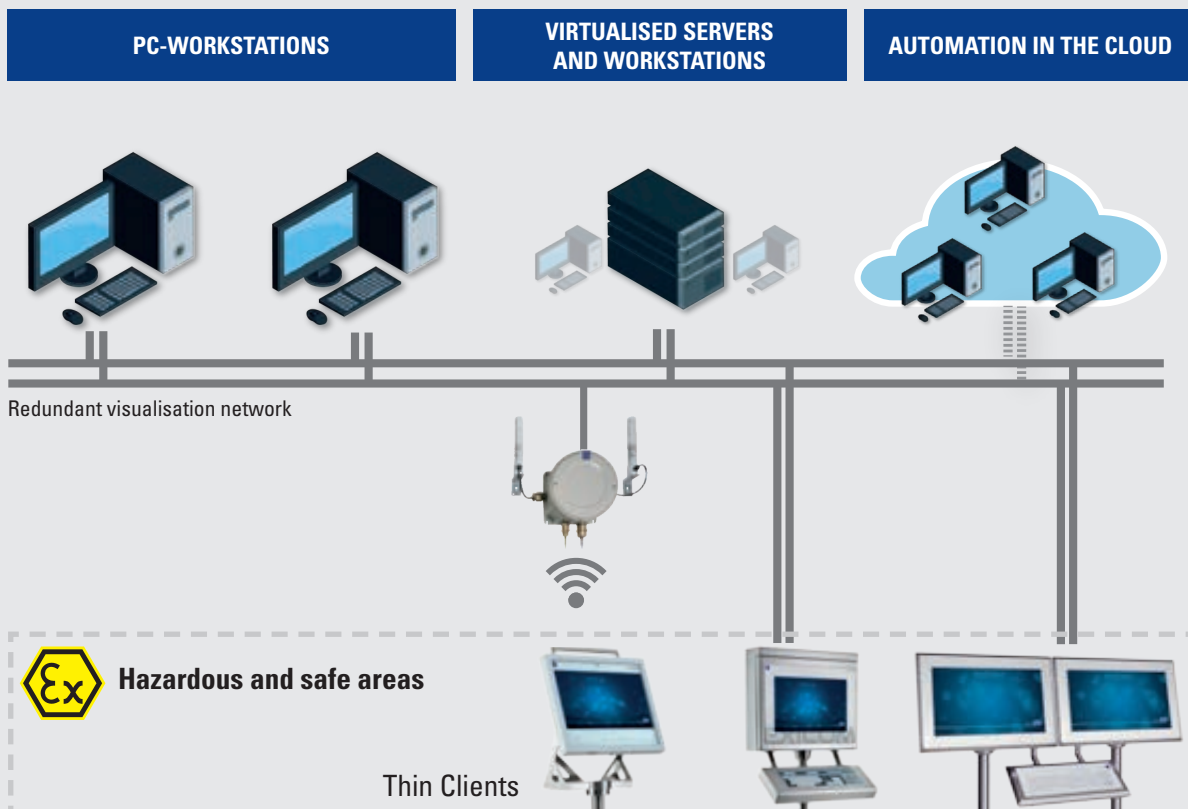 PC-WORKSTATIONS
VIRTUALISED SERVERS
AND WORKSTATIONS
AUTOMATION IN THE CLOUD
Redundant visualisation network
Ex
Hazardous and safe areas
Thin Clients